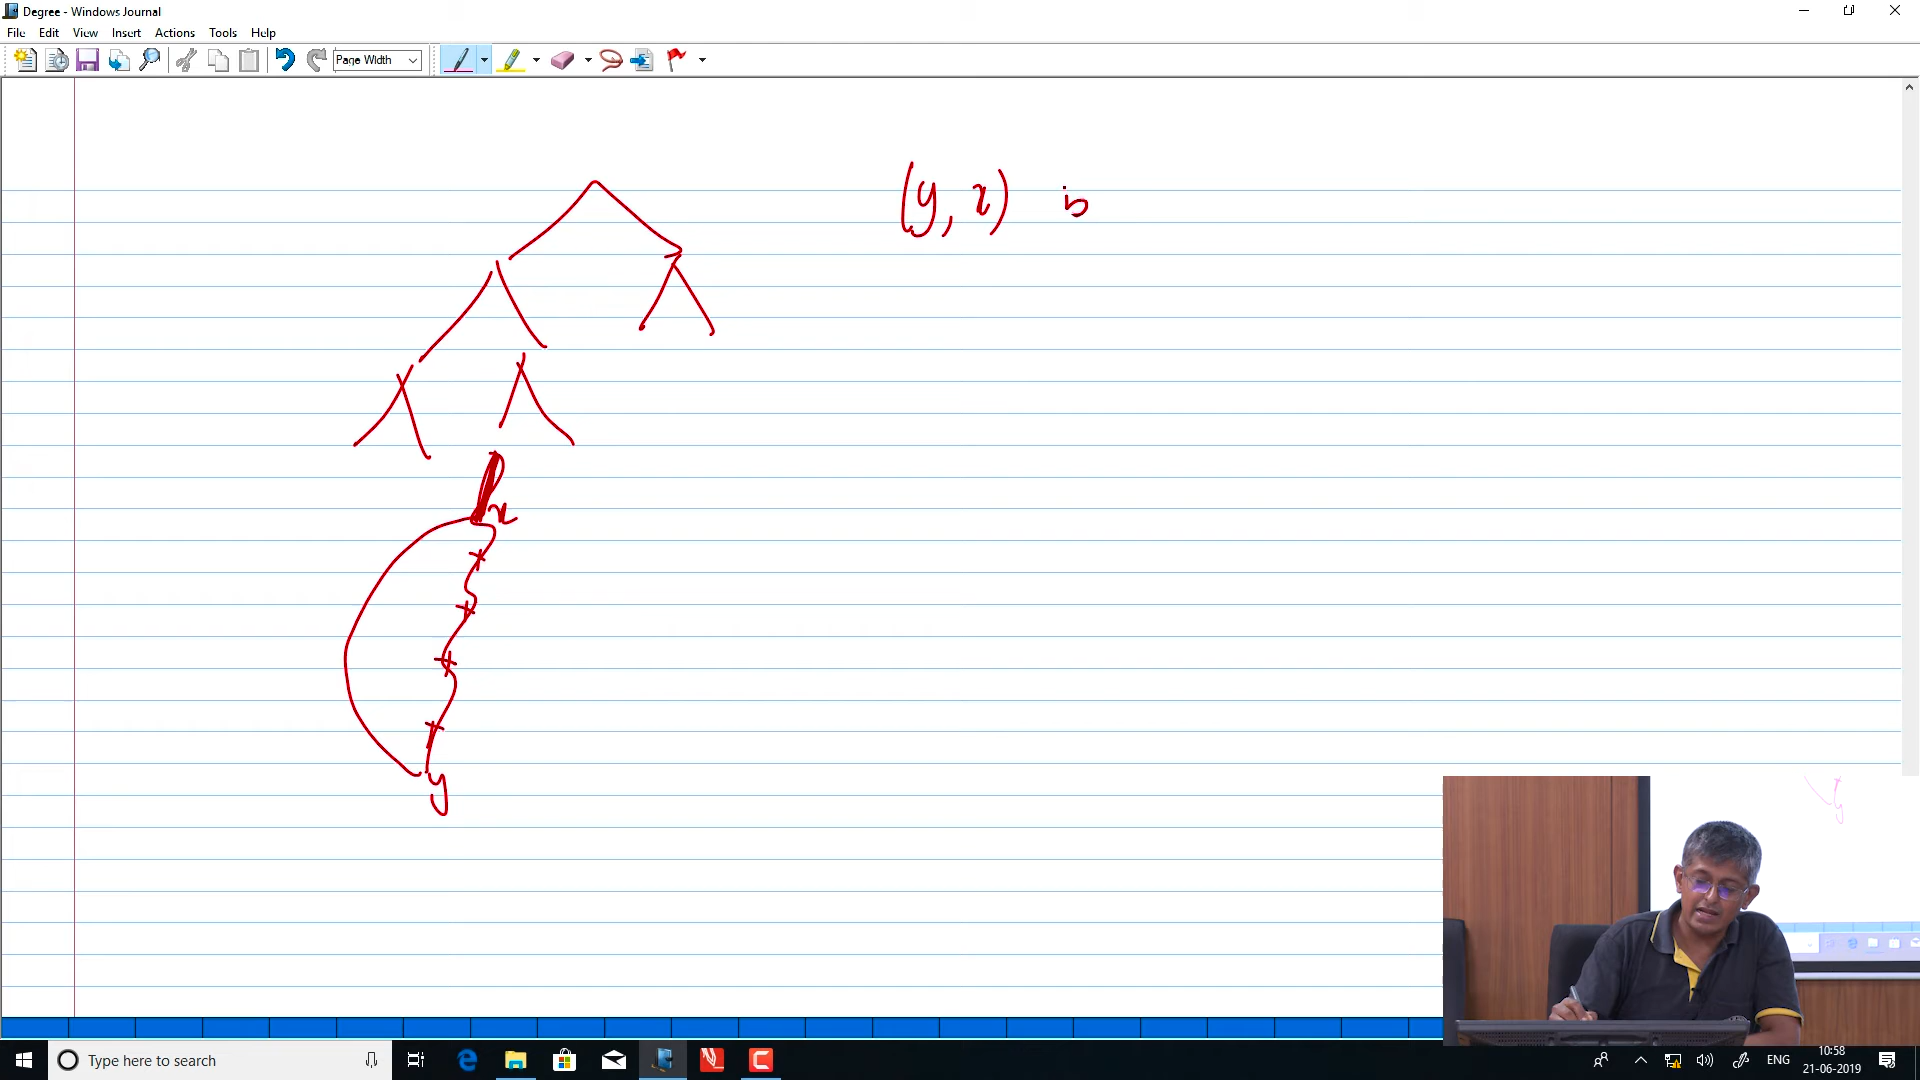 Degree - Windows Journal
File Edit View Insert Actions Tools Help
Page Width
(y, x) is
x
y
Type here to search
ENG
10:58
21-06-2019